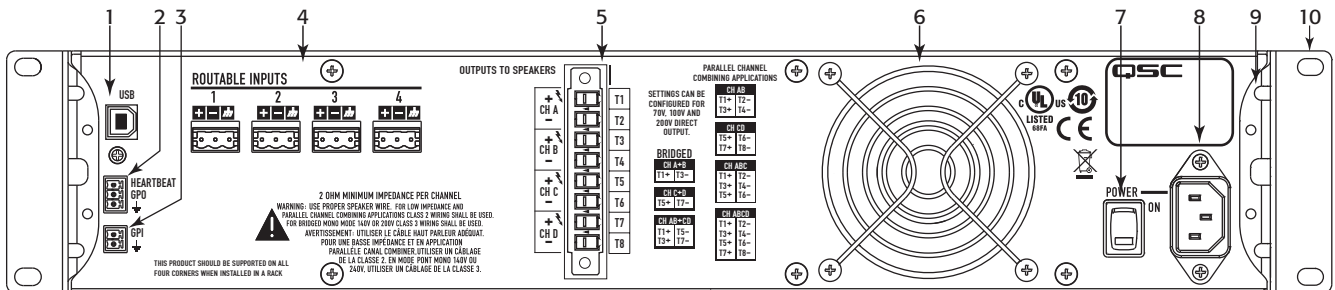 1
2
3
4
5
6
7
8
9
10
USB
HEARTBEAT
GPO
GPI
THIS PRODUCT SHOULD BE SUPPORTED ON ALL
FOUR CORNERS WHEN INSTALLED IN A RACK
ROUTABLE INPUTS
1
2
3
4
2 OHM MINIMUM IMPEDANCE PER CHANNEL
WARNING: USE PROPER SPEAKER WIRE. FOR LOW IMPEDANCE AND
PARALLEL CHANNEL COMBINING APPLICATIONS CLASS 2 WIRING SHALL BE USED.
FOR BRIDGED MONO MODE 140V OR 200V CLASS 3 WIRING SHALL BE USED.
AVERTISSEMENT: UTILISER LE CÂBLE HAUT PARLEUR ADÉQUAT.
POUR UNE BASSE IMPÉDANCE ET EN APPLICATION
PARALLÈLE CANAL COMBINER, UTILISER UN CÂBLAGE
DE LA CLASSE 2. EN MODE PONT MONO 140V OU
240V, UTILISER UN CÂBLAGE DE LA CLASSE 3.
OUTPUTS TO SPEAKERS
+
CH A
−
+
CH B
−
+
CH C
−
+
CH D
−
T1
T2
T3
T4
T5
T6
T7
T8
SETTINGS CAN BE
CONFIGURED FOR
70V, 100V AND
200V DIRECT
OUTPUT.
BRIDGED
CH A+B
T1+ T3−
CH C+D
T5+ T7−
CH AB+CD
T1+ T5−
T3+ T7−
PARALLEL CHANNEL
COMBINING APPLICATIONS
CH AB
T1+ T2−
T3+ T4−
CH CD
T5+ T6−
T7+ T8−
CH ABC
T1+ T2−
T3+ T4−
T5+ T6−
CH ABCD
T1+ T2−
T3+ T4−
T5+ T6−
T7+ T8−
C UL US
LISTED
68FA
10
CE
QSC
POWER
ON